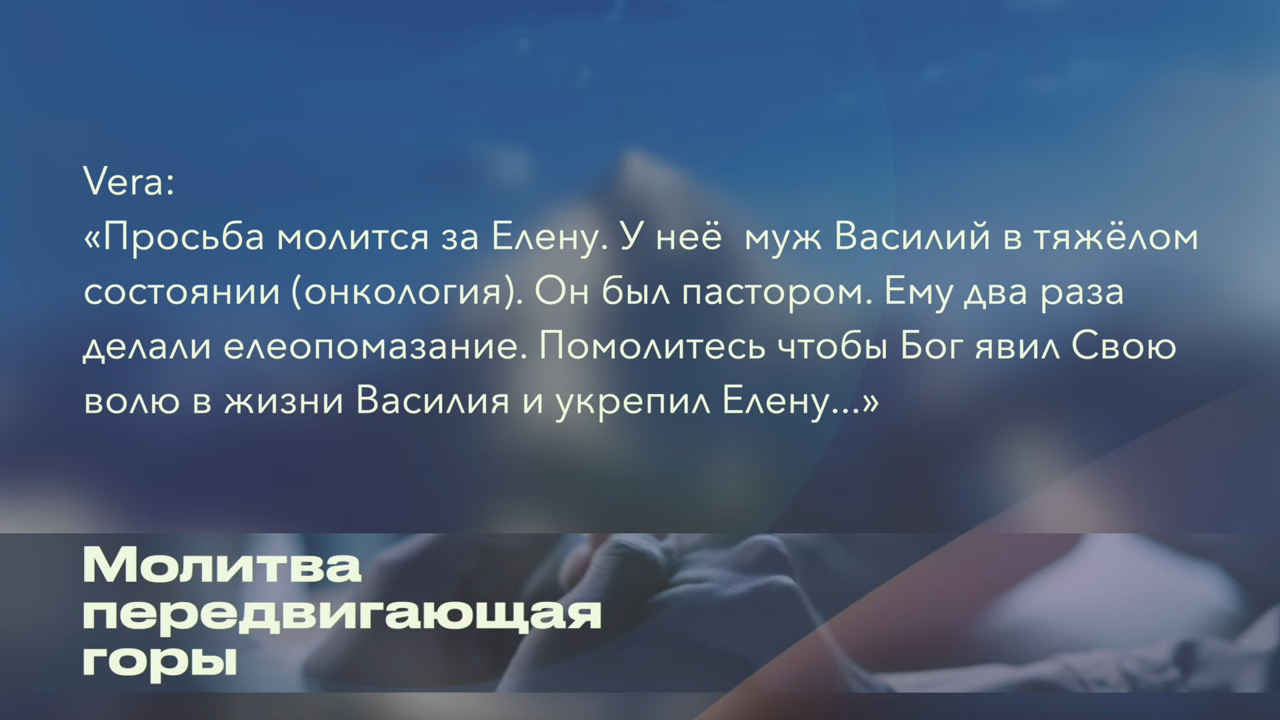 Vera:
«Просьба молится за Елену. У неё  муж Василий в тяжёлом
состоянии (онкология). Он был пастором. Ему два раза
делали елеопомазание. Помолитесь чтобы Бог явил Свою
волю в жизни Василия и укрепил Елену...»
Молитва
передвигающая
горы